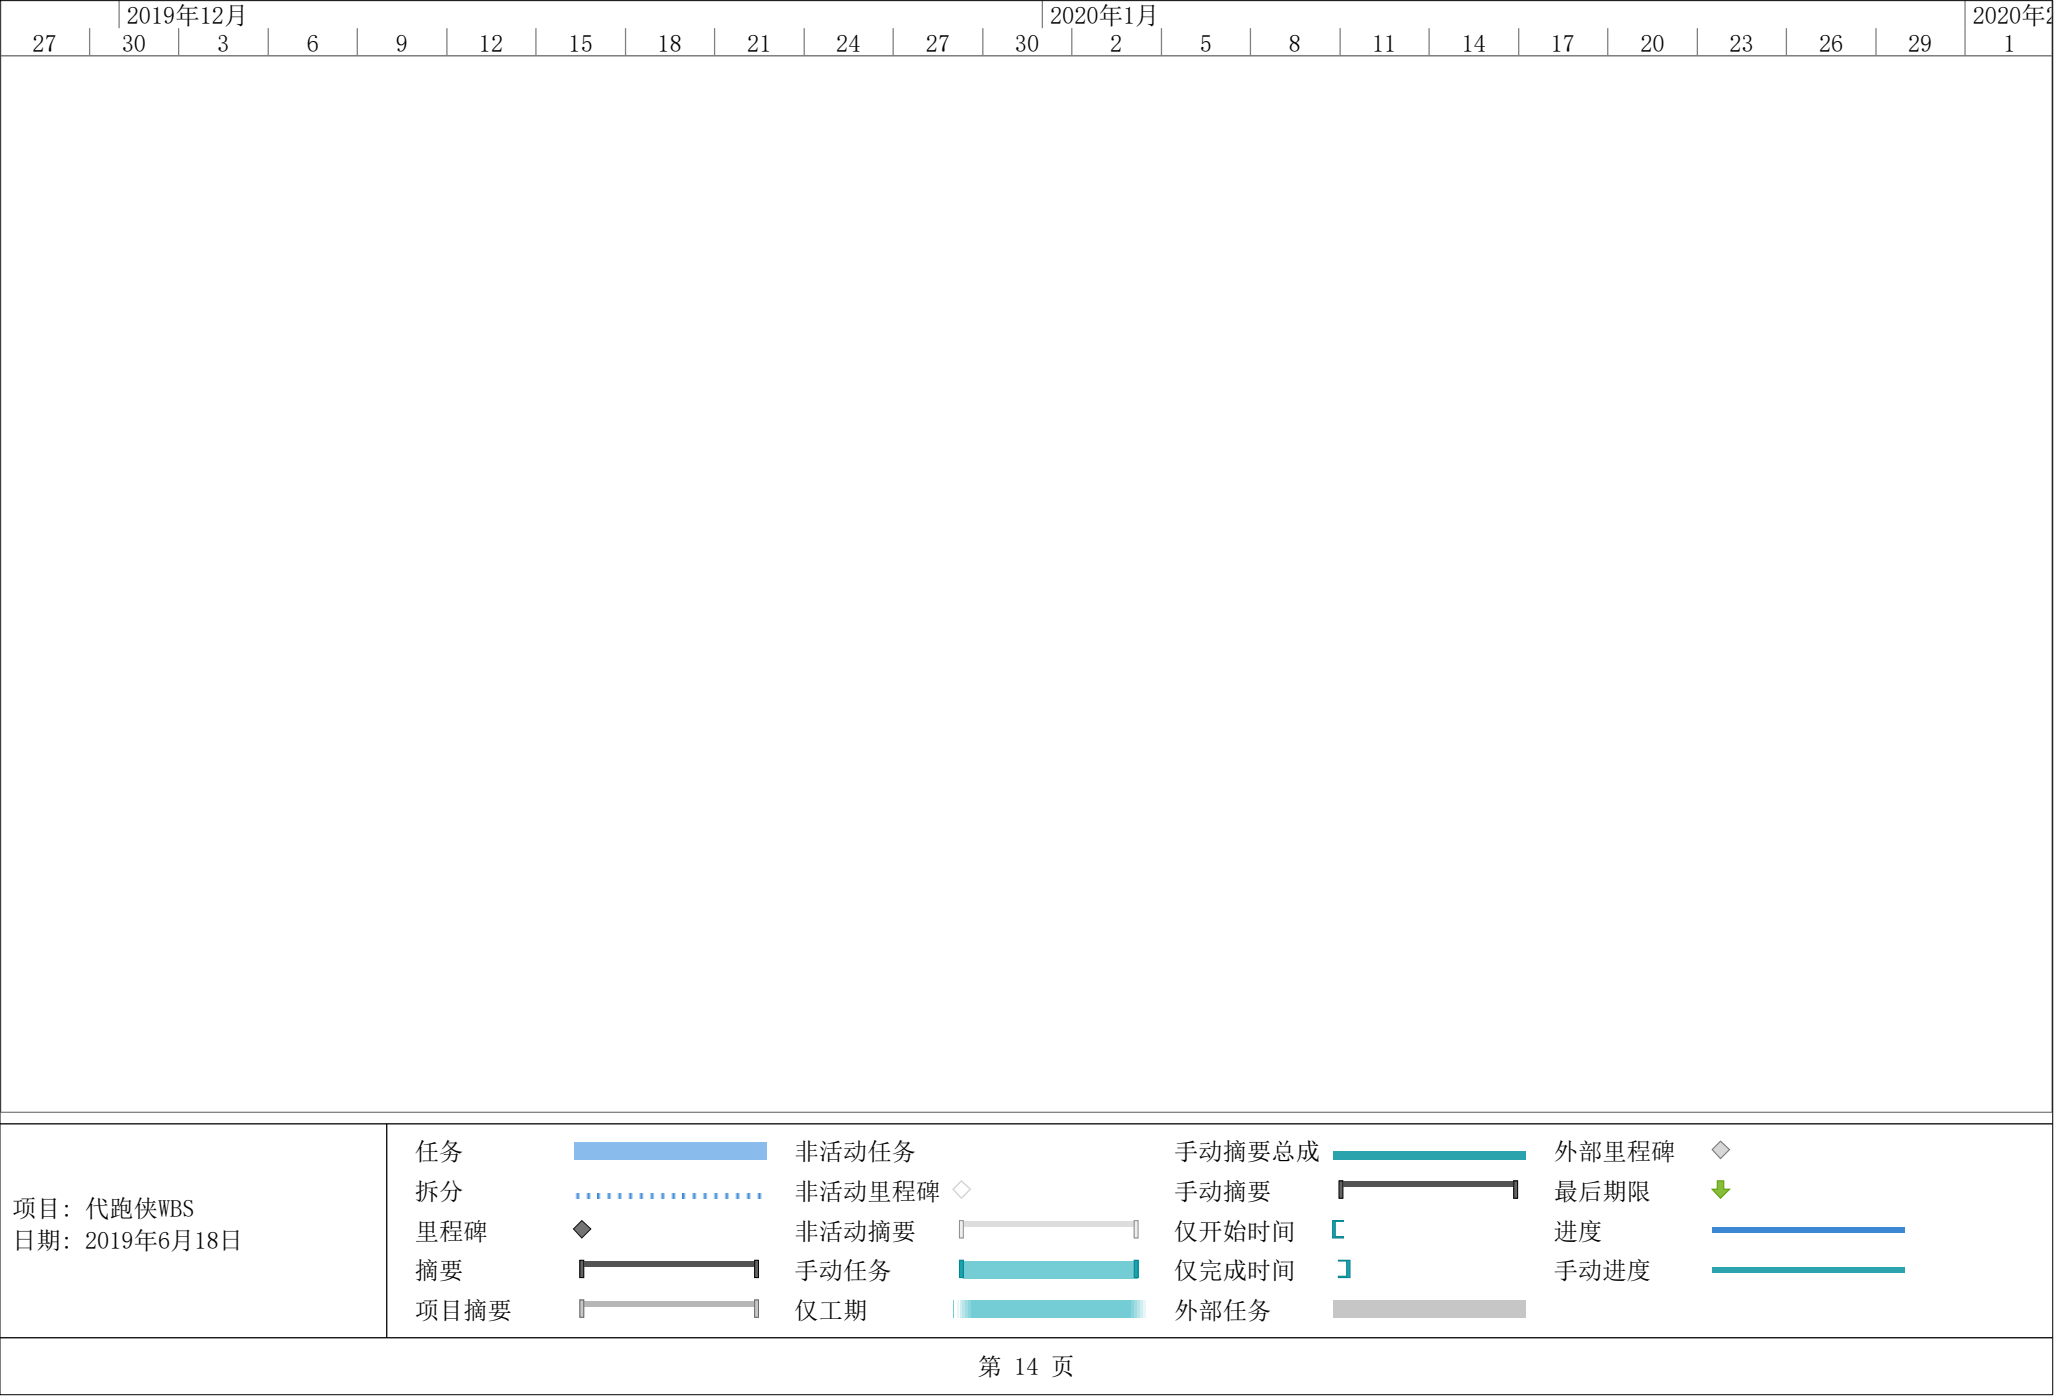 2019年12月 2020年1月 2020年2
27 30 3 6 9 12 15 18 21 24 27 30 2 5 8 11 14 17 20 23 26 29 1
项目: 代跑侠WBS
日期: 2019年6月18日
任务 非活动任务 手动摘要总成 外部里程碑
拆分 非活动里程碑 手动摘要 最后期限
里程碑 非活动摘要 仅开始时间 进度
摘要 手动任务 仅完成时间 手动进度
项目摘要 仅工期 外部任务
第 14 页